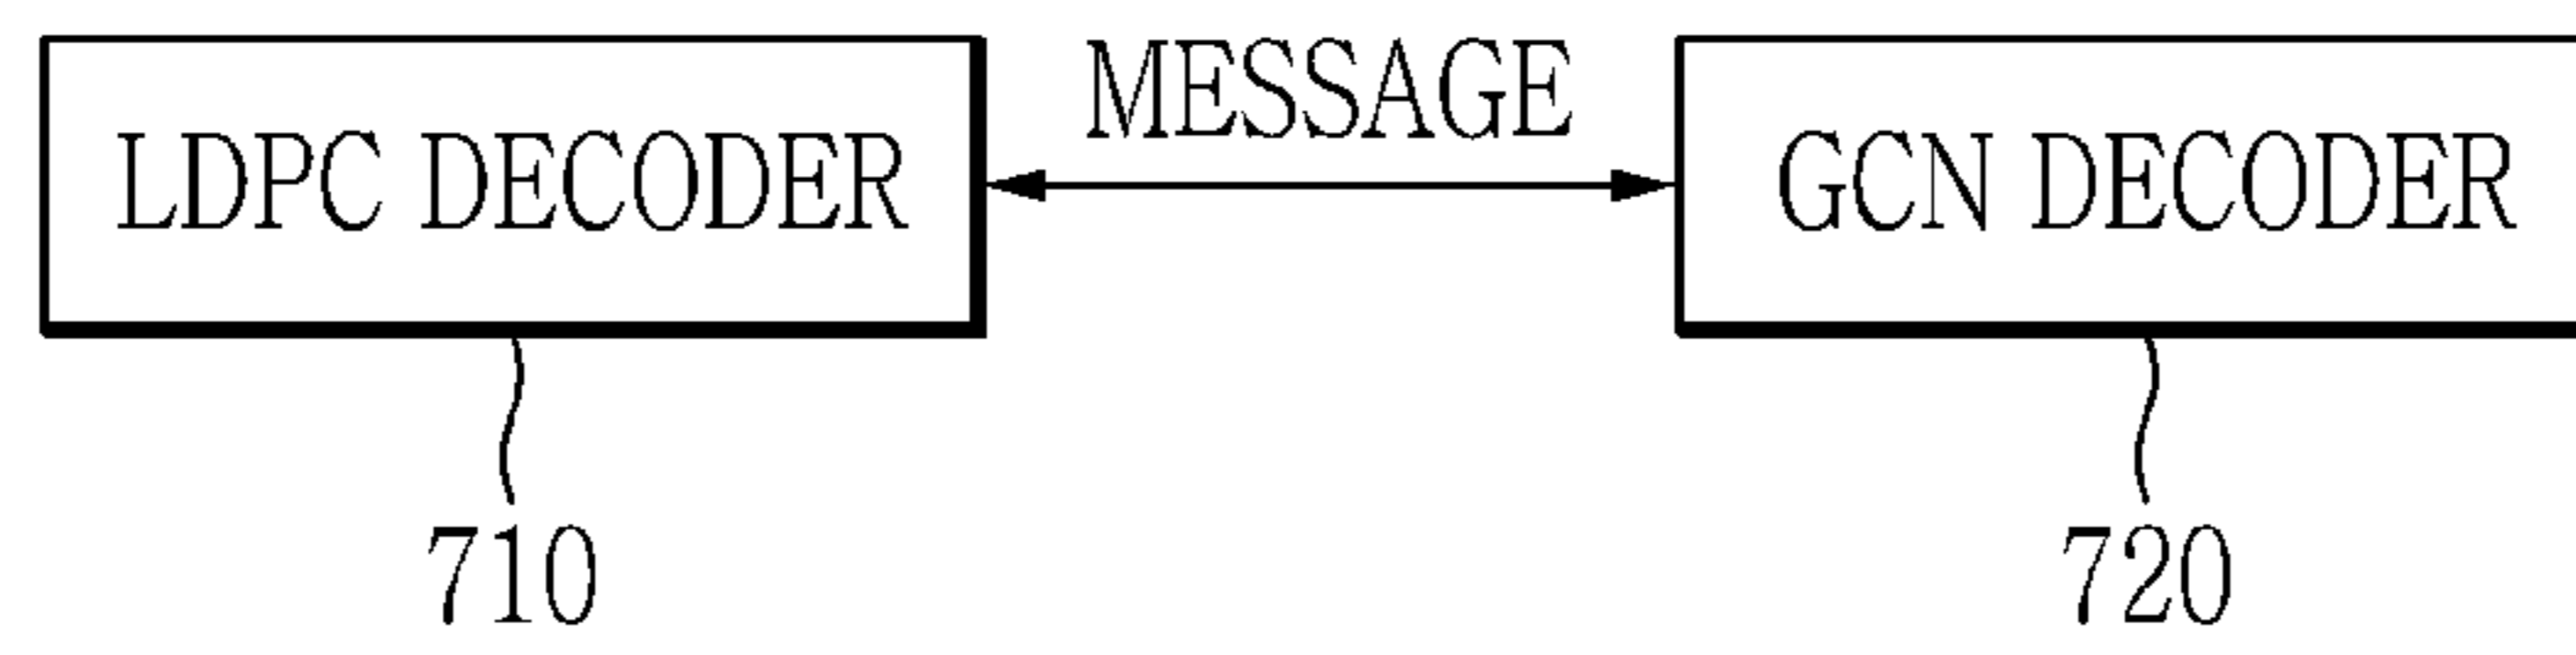 MESSAGE
LDPC DECODER
GCN DECODER
710
720